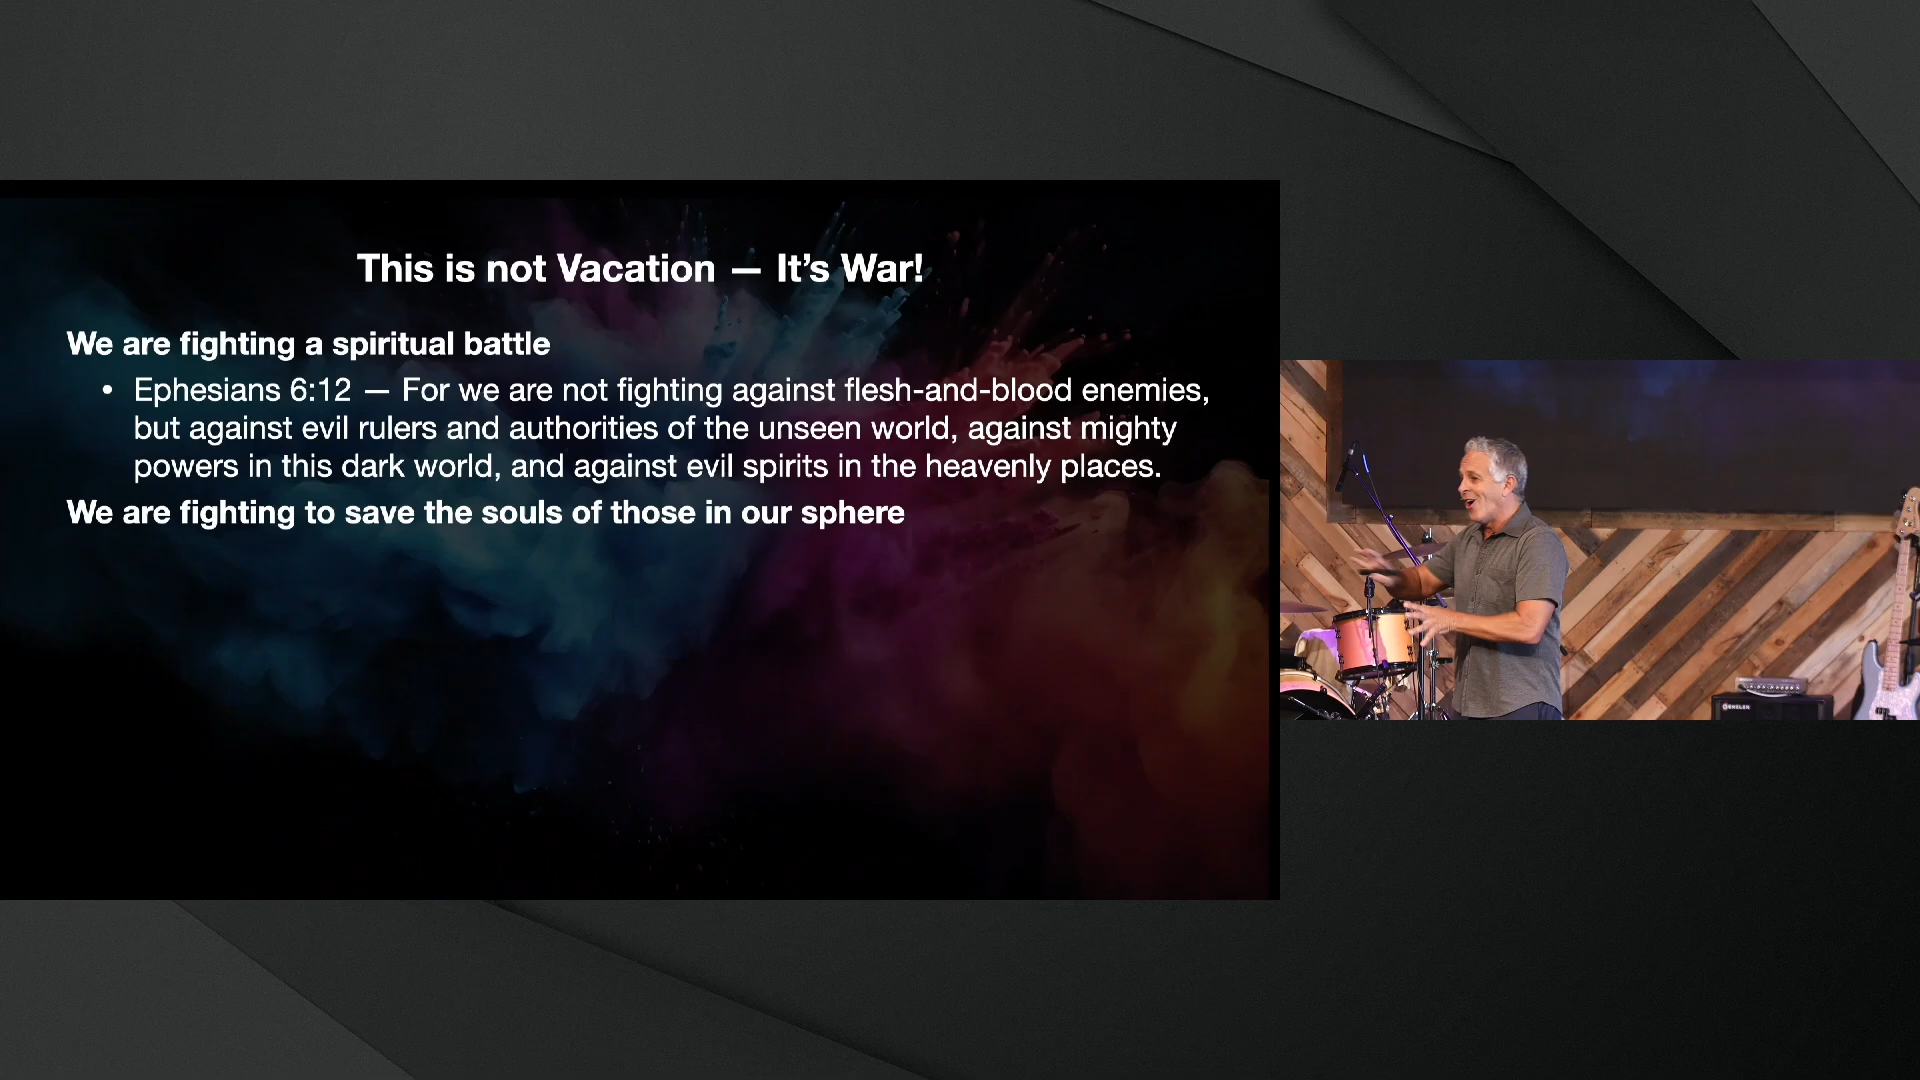 This is not Vacation — It’s War!
We are fighting a spiritual battle
• Ephesians 6:12 — For we are not fighting against flesh-and-blood enemies,
but against evil rulers and authorities of the unseen world, against mighty
powers in this dark world, and against evil spirits in the heavenly places.
We are fighting to save the souls of those in our sphere